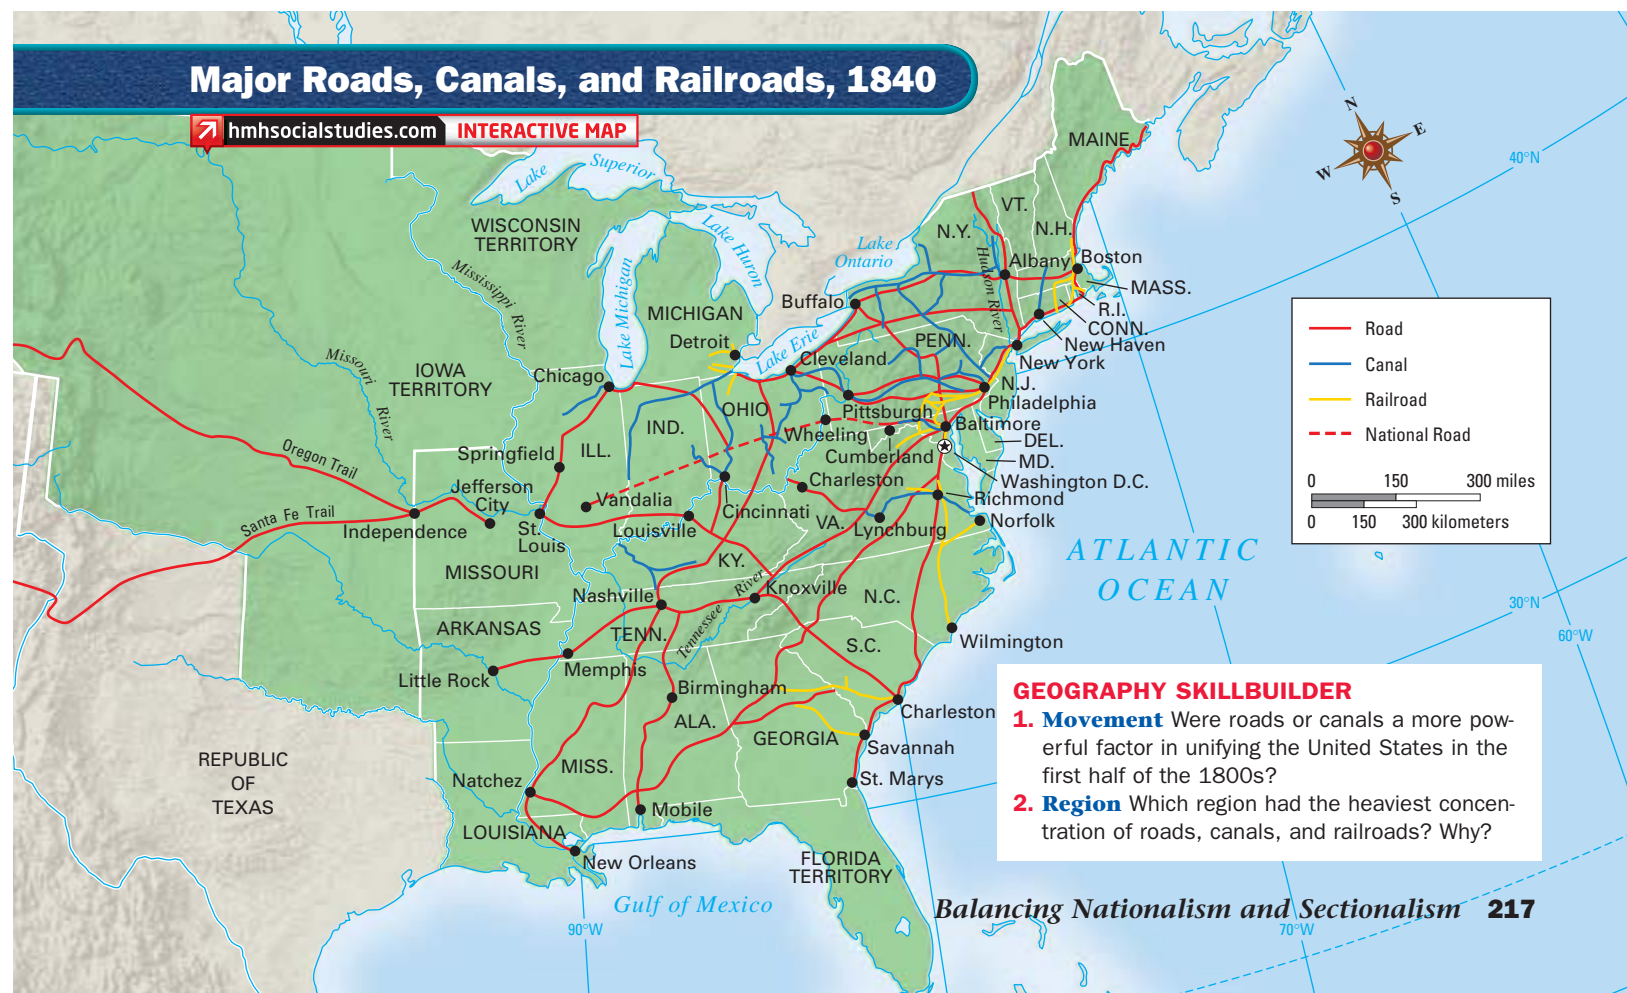 Major Roads, Canals, and Railroads, 1840
hmhsocialstudies.com INTERACTIVE MAP
N
E
W
S
40°N
30°N
60°W
70°W
90°W
Road
Canal
Railroad
National Road
0 150 300 miles
0 150 300 kilometers
Lake Superior
Lake Michigan
Lake Huron
Lake Ontario
Lake Erie
Hudson River
Mississippi River
Missouri River
Tennessee River
Oregon Trail
Santa Fe Trail
WISCONSIN
TERRITORY
IOWA
TERRITORY
MICHIGAN
MAINE
VT.
N.H.
N.Y.
MASS.
R.I.
CONN.
PENN.
N.J.
DEL.
MD.
OHIO
IND.
ILL.
VA.
KY.
MISSOURI
ARKANSAS
TENN.
N.C.
S.C.
GEORGIA
ALA.
MISS.
LOUISIANA
FLORIDA
TERRITORY
REPUBLIC
OF
TEXAS
Albany
Boston
Buffalo
New Haven
New York
Detroit
Cleveland
Chicago
Philadelphia
Pittsburgh
Baltimore
Wheeling
Cumberland
Washington D.C.
Springfield
Charleston
Richmond
Jefferson
City
Vandalia
Cincinnati
Lynchburg
Norfolk
Independence
St.
Louis
Louisville
Nashville
Knoxville
Wilmington
Little Rock
Memphis
Birmingham
Charleston
Savannah
St. Marys
Natchez
Mobile
New Orleans
ATLANTIC
OCEAN
Gulf of Mexico
GEOGRAPHY SKILLBUILDER
1. Movement Were roads or canals a more pow-
erful factor in unifying the United States in the
first half of the 1800s?
2. Region Which region had the heaviest concen-
tration of roads, canals, and railroads? Why?
Balancing Nationalism and Sectionalism 217